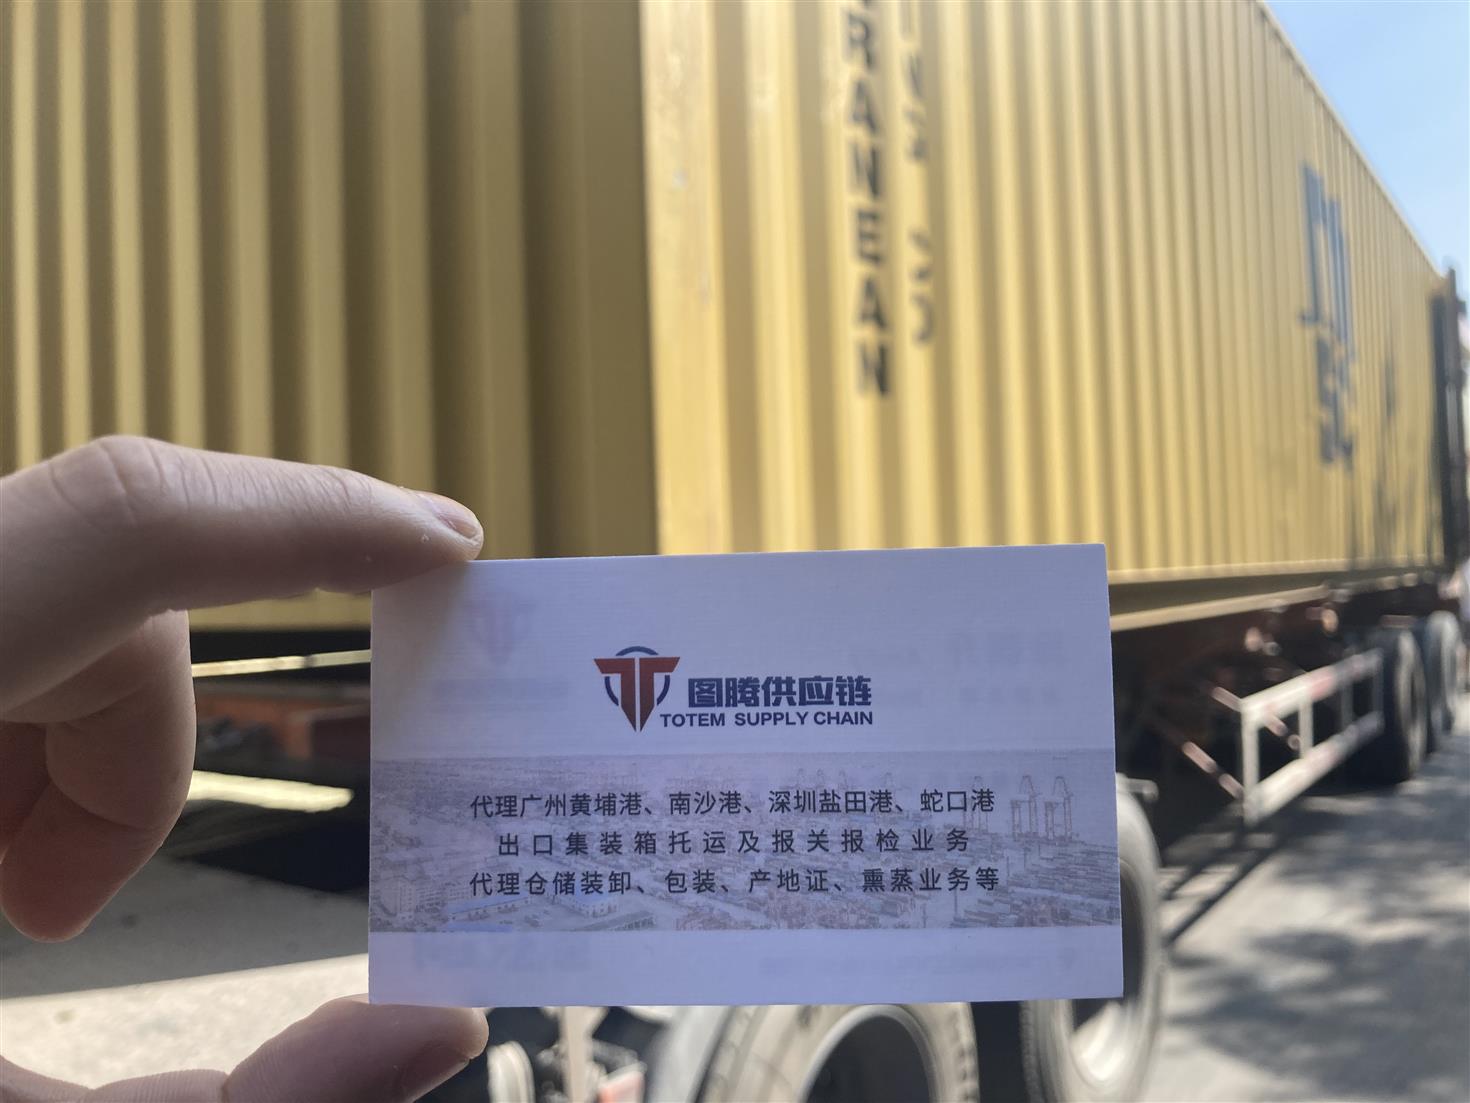 RANEAN
图腾供应链
TOTEM SUPPLY CHAIN
代理广州黄埔港、南沙港、深圳盐田港、蛇口港
出口集装箱托运及报关报检业务
代理仓储装卸、包装、产地证、熏蒸业务等